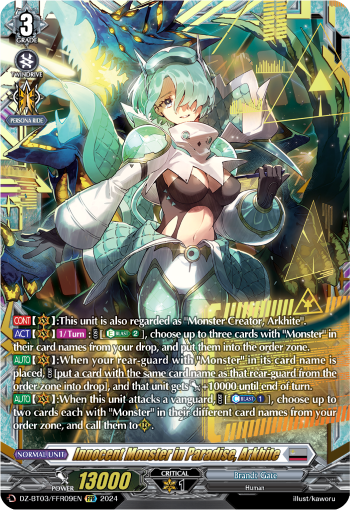 3
GRADE
TWINDRIVE
PERSONA RIDE
CONT【 】:This unit is also regarded as "Monster Creator, Arkhite".
ACT【 】1/Turn : [ BEAST 2 ], choose up to three cards with "Monster" in
their card names from your drop, and put them into the order zone.
AUTO【 】:When your rear-guard with "Monster" in its card name is
placed, [put a card with the same card name as that rear-guard from the
order zone into drop], and that unit gets +10000 until end of turn.
AUTO【 】:When this unit attacks a vanguard, [ BEAST 1 ], choose up to
two cards each with "Monster" in their different card names from your
order zone, and call them to .
NORMAL UNIT
Innocent Monster in Paradise, Arkhite
POWER 13000
CRITICAL
1
Brandt Gate
Human
DZ-BT03/FFR09EN FFR 2024
illust/kaworu